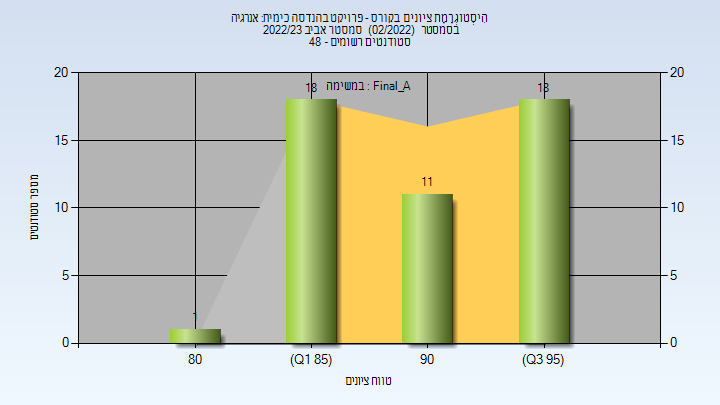 היסטוגרמת ציונים בקורס - פרויקט בהנדסה כימית: אנרגיה
בסמסטר (02/2022) סמסטר אביב 2022/23
סטודנטים רשומים - 48
במשימה : Final_A
20
15
10
5
0
20
15
10
5
0
1
18
11
18
80
(Q1 85)
90
(Q3 95)
מספר סטודנטים
טווח ציונים